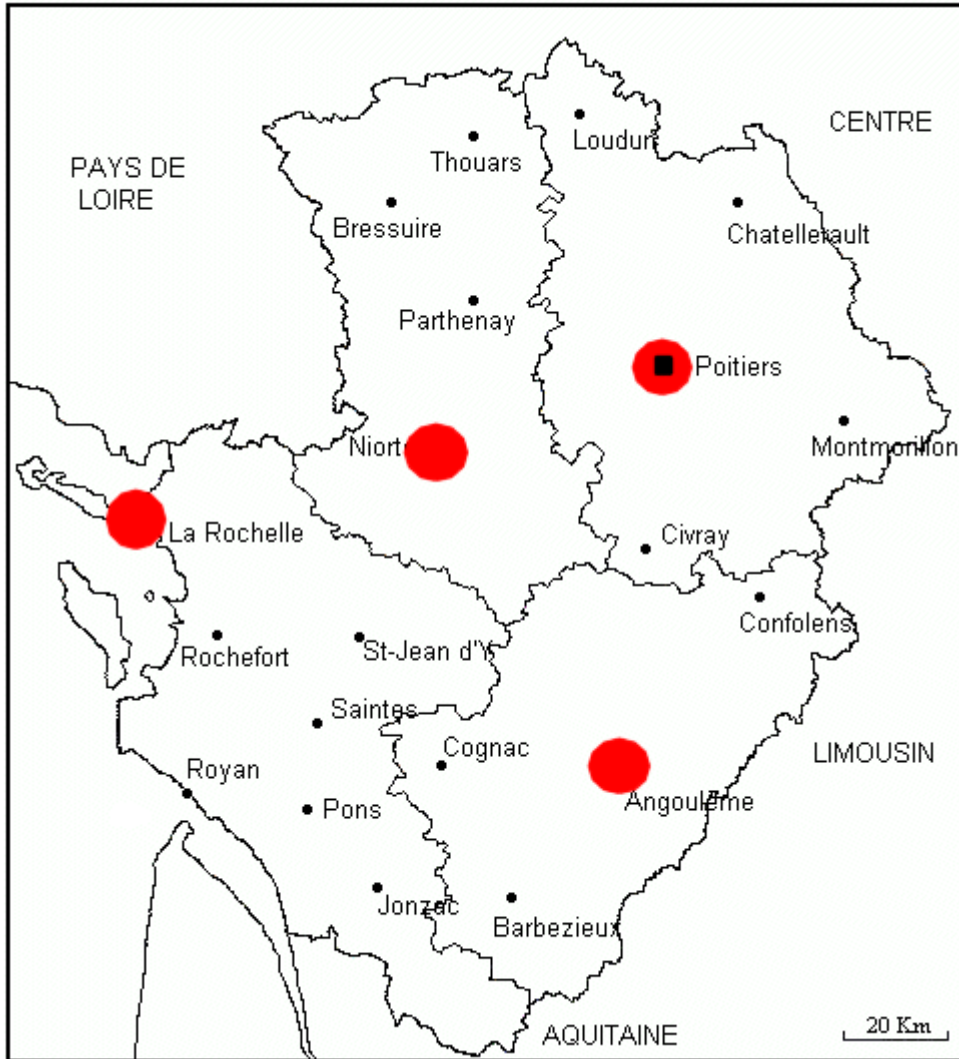 CENTRE
Loudun
Thouars
PAYS DE
LOIRE
Bressuire
Chatellerault
Parthenay
Poitiers
Niort
Montmorillon
La Rochelle
Civray
Confolens
Rochefort
St-Jean d'Y
Saintes
Cognac
LIMOUSIN
Royan
Angoulême
Pons
Jonzac
Barbezieux
AQUITAINE
20 Km